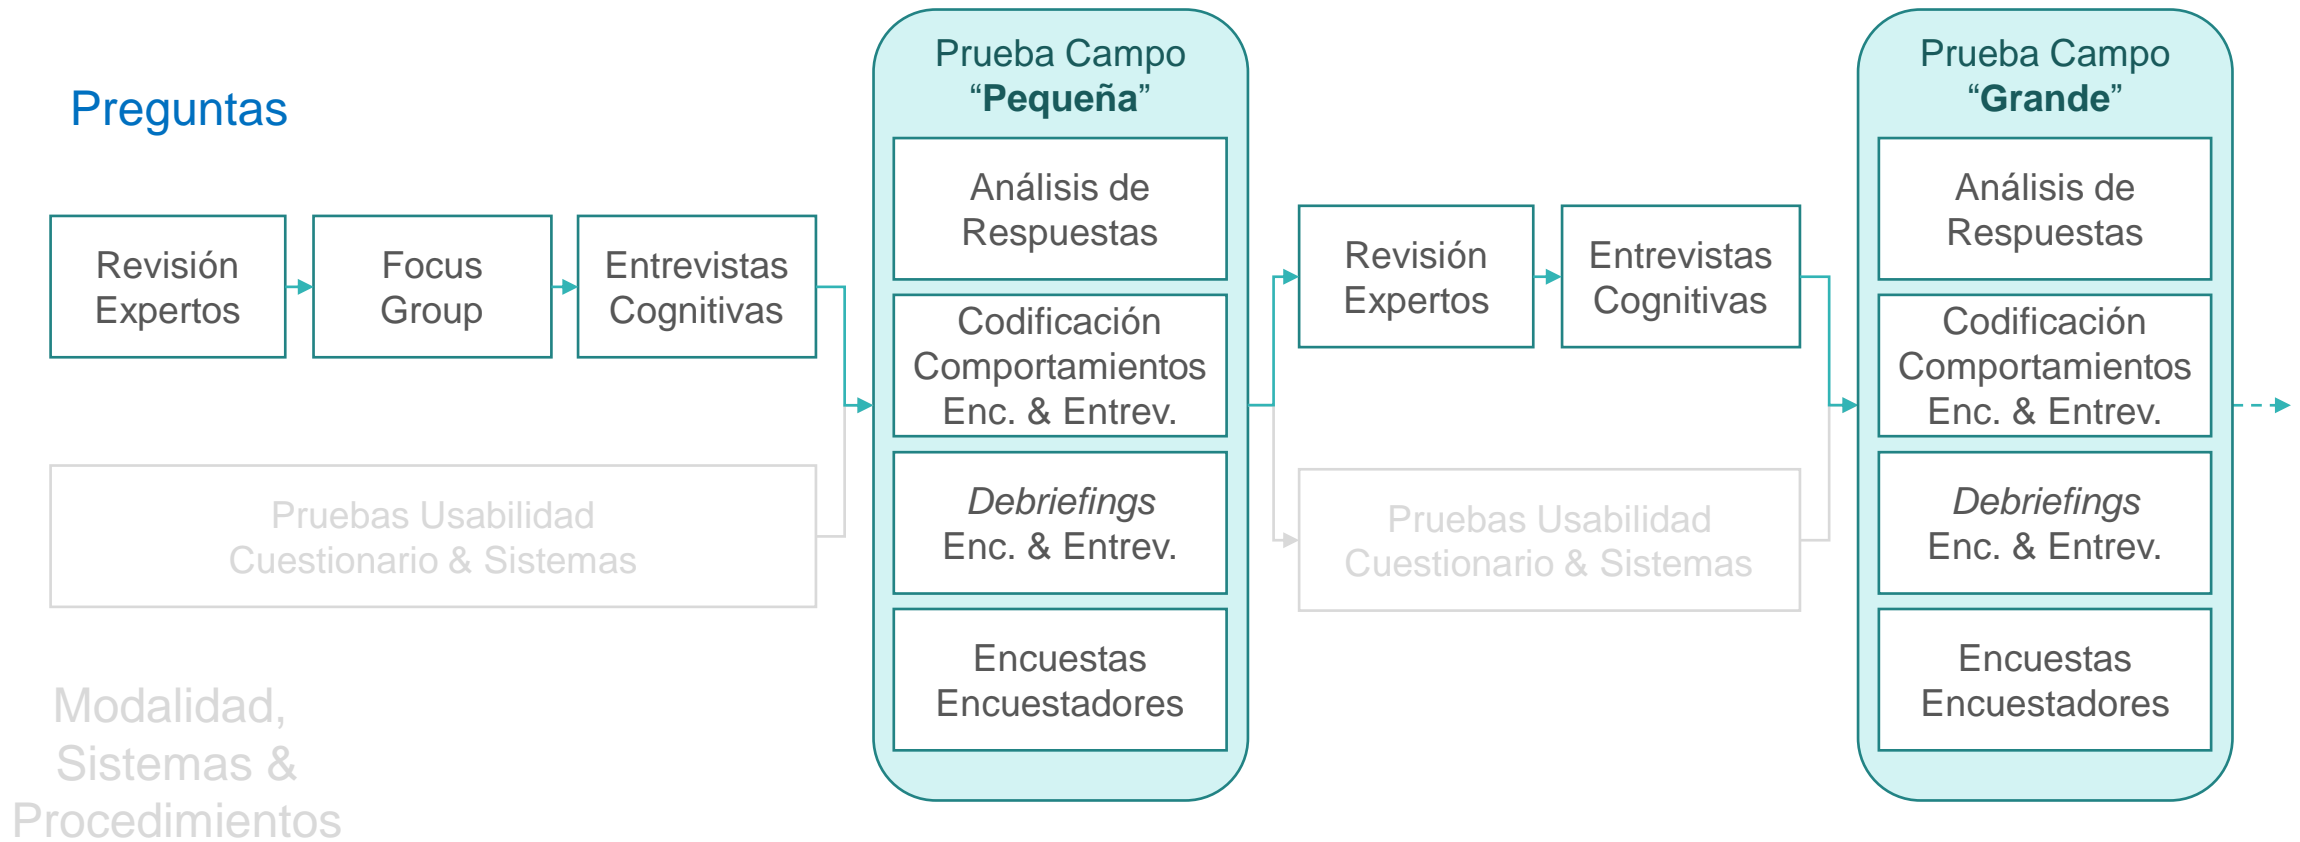 Preguntas
Revisión
Expertos
Focus
Group
Entrevistas
Cognitivas
Pruebas Usabilidad
Cuestionario & Sistemas
Modalidad,
Sistemas &
Procedimientos
Prueba Campo
“Pequeña”
Análisis de
Respuestas
Codificación
Comportamientos
Enc. & Entrev.
Debriefings
Enc. & Entrev.
Encuestas
Encuestadores
Revisión
Expertos
Entrevistas
Cognitivas
Pruebas Usabilidad
Cuestionario & Sistemas
Prueba Campo
“Grande”
Análisis de
Respuestas
Codificación
Comportamientos
Enc. & Entrev.
Debriefings
Enc. & Entrev.
Encuestas
Encuestadores